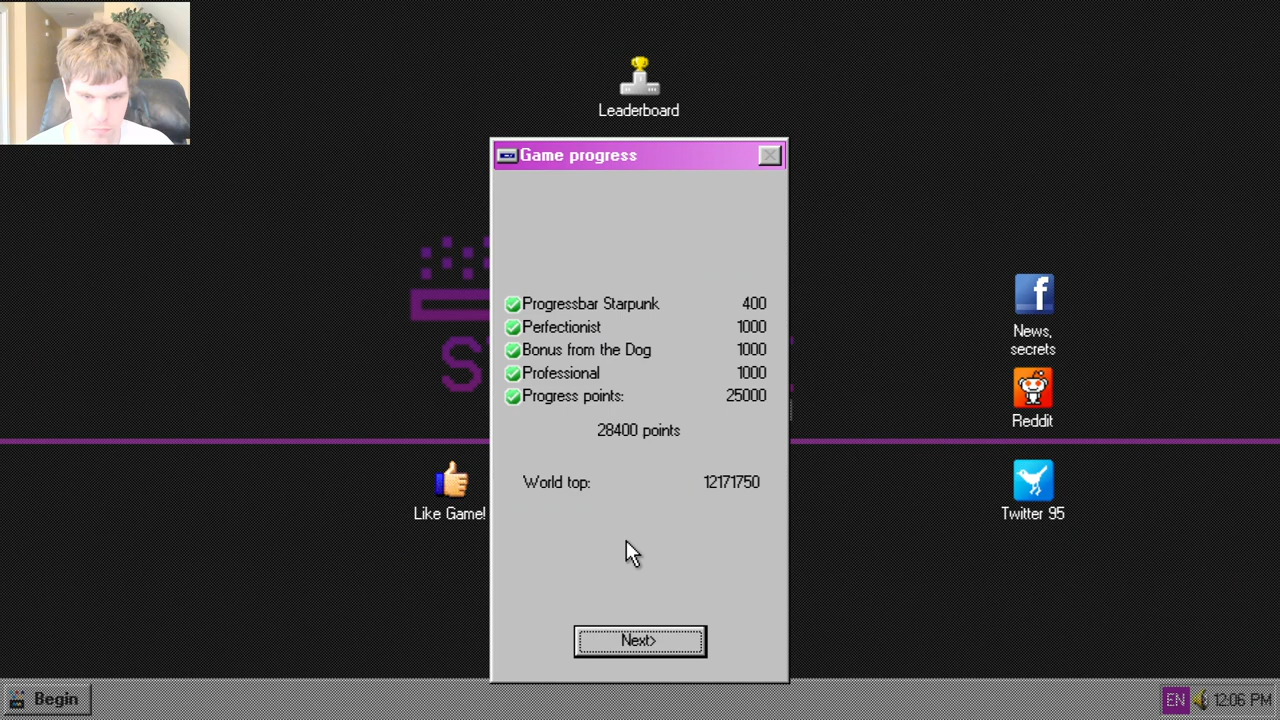 Leaderboard
Game progress
Progressbar Starpunk 400
Perfectionist 1000
Bonus from the Dog 1000
Professional 1000
Progress points: 25000
28400 points
World top: 12171750
Next>
S
News,
secrets
Reddit
Like Game!
Twitter 95
Begin
EN 12:06 PM